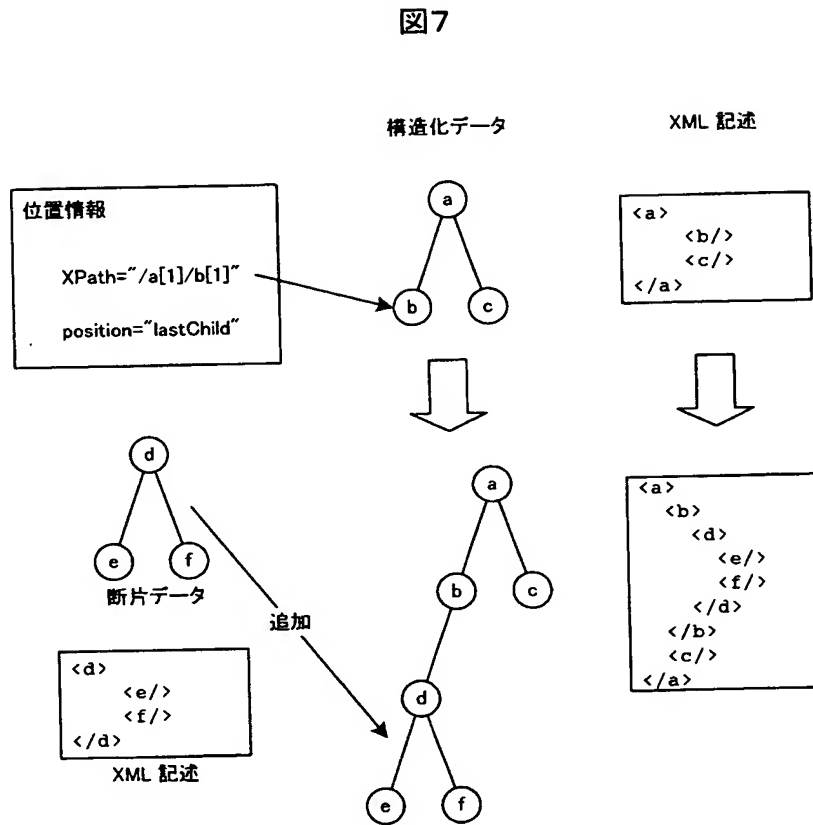 図7
構造化データ
XML 記述
位置情報
XPath="/a[1]/b[1]"
position="lastChild"
a
b
c
<a>
<b/>
<c/>
</a>
d
e
f
断片データ
追加
<d>
<e/>
<f/>
</d>
XML 記述
a
b
c
d
e
f
<a>
<b>
<d>
<e/>
<f/>
</d>
</b>
<c/>
</a>